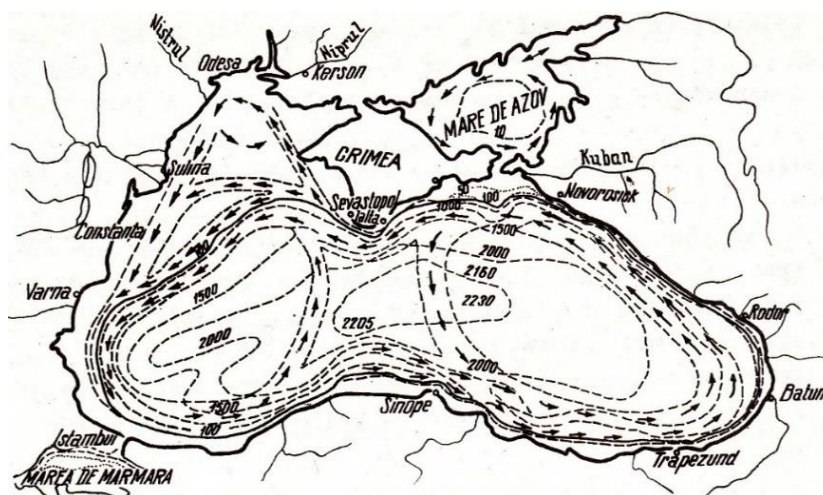 Nistrul
Odesa
Niprul
Kerson
MARE DE AZOV
10
CRIMEA
Kuban
Sulina
Sevastopol
Ialta
50
100
1000
Novorosiek
Constanta
1500
2000
2160
2230
2205
Varna
1500
2000
2000
1500
100
Sinope
Batum
Trapezund
Istambul
MAREA DE MARMARA